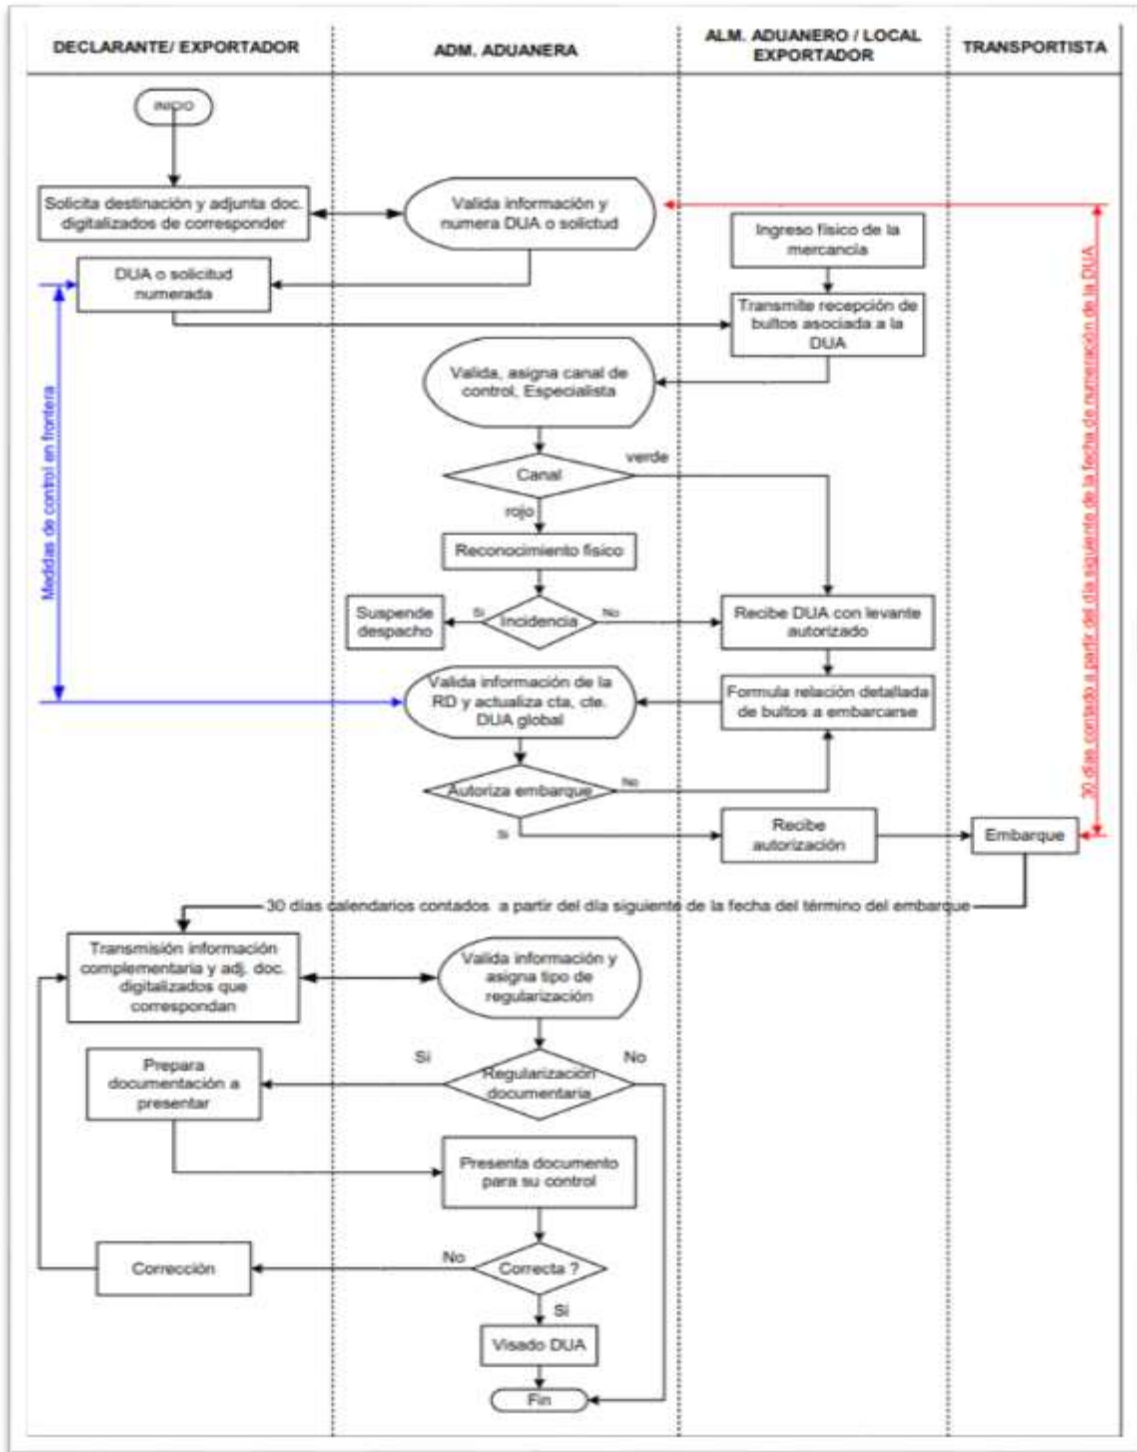 DECLARANTE/ EXPORTADOR
ADM. ADUANERA
ALM. ADUANERO / LOCAL
EXPORTADOR
TRANSPORTISTA
INICIO
Solicita destinación y adjunta doc.
digitalizados de corresponder
Valida información y
numera DUA o solictud
Ingreso físico de la
mercancía
DUA o solicitud
numerada
Transmite recepción de
bultos asociada a la
DUA
Valida, asigna canal de
control, Especialista
Canal
verde
rojo
Reconocimiento físico
Suspende
despacho
Si
Incidencia
No
Recibe DUA con levante
autorizado
Medidas de control en frontera
30 días contado a partir del día siguiente de la fecha de numeración de la DUA
Valida información de la
RD y actualiza cta, cte.
DUA global
Formula relación detallada
de bultos a embarcarse
Autoriza embarque
No
Si
Recibe
autorización
Embarque
30 días calendarios contados a partir del día siguiente de la fecha del término del embarque
Transmisión información
complementaria y adj. doc.
digitalizados que
correspondan
Valida información y
asigna tipo de
regularización
Si
No
Prepara
documentación a
presentar
Regularización
documentaria
Presenta documento
para su control
Corrección
No
Correcta ?
Si
Visado DUA
Fin